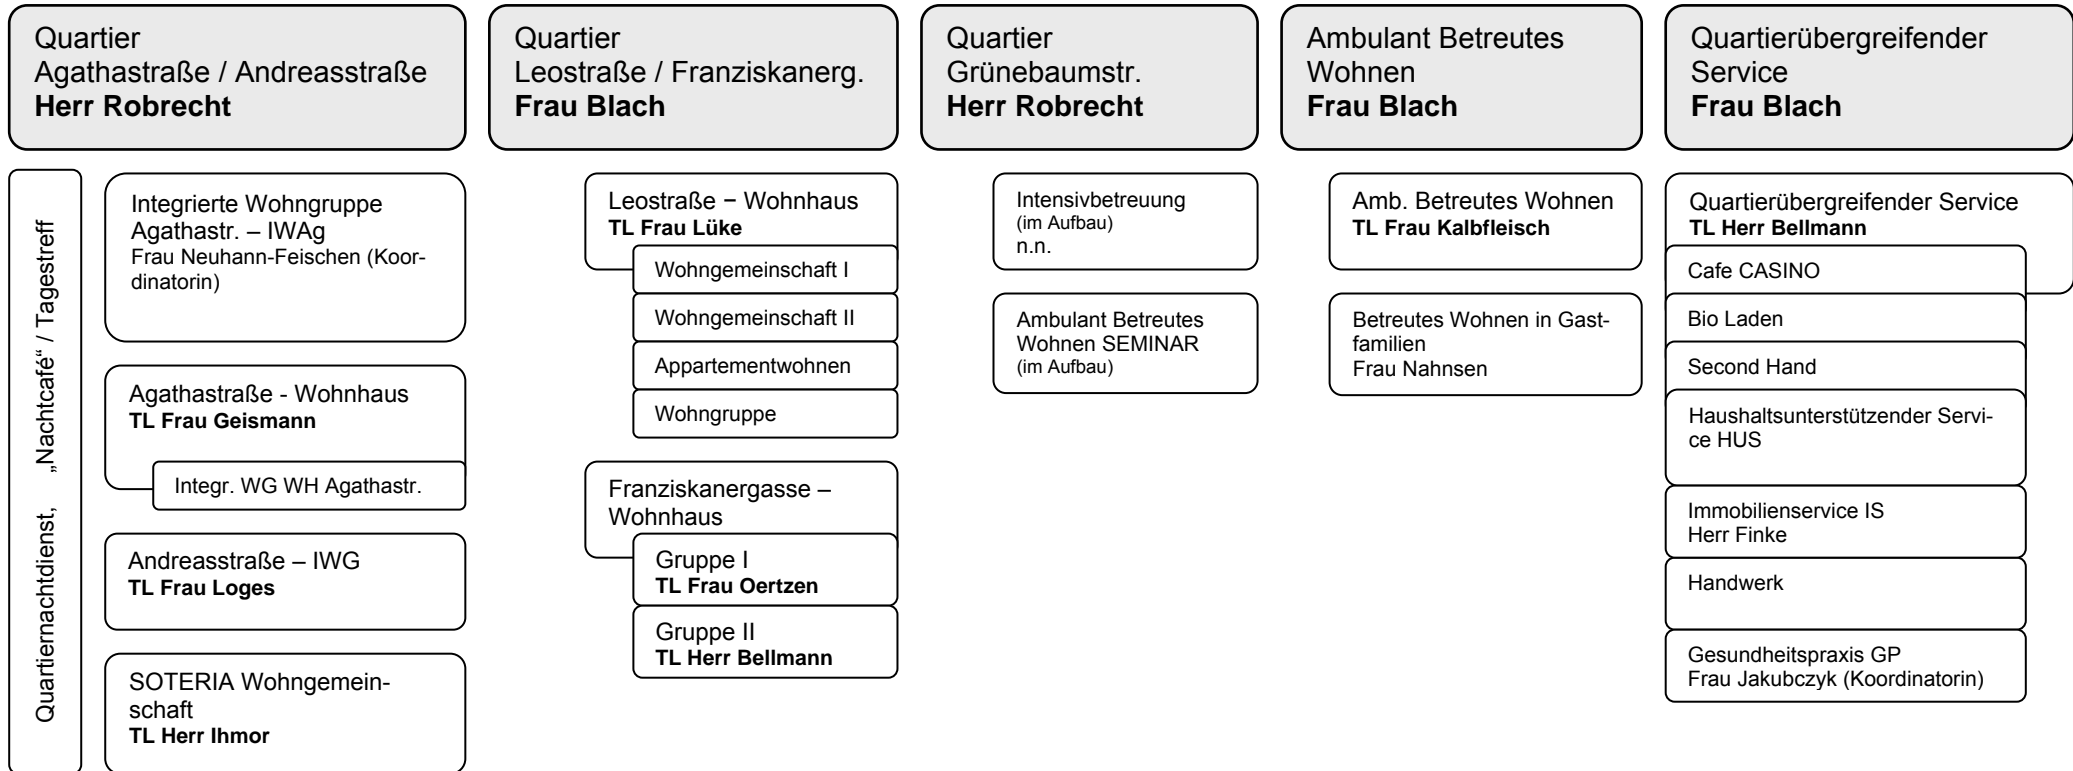 Quartier
Agathastraße / Andreasstraße
Herr Robrecht
Quartier
Leostraße / Franziskanerg.
Frau Blach
Quartier
Grünebaumstr.
Herr Robrecht
Ambulant Betreutes
Wohnen
Frau Blach
Quartierübergreifender
Service
Frau Blach
Quartiernachtdienst, „Nachtcafé“ / Tagestreff
Integrierte Wohngruppe
Agathastr. – IWAg
Frau Neuhann-Feischen (Koor-
dinatorin)
Agathastraße - Wohnhaus
TL Frau Geismann
Integr. WG WH Agathastr.
Andreasstraße – IWG
TL Frau Loges
SOTERIA Wohngemein-
schaft
TL Herr Ihmor
Leostraße – Wohnhaus
TL Frau Lüke
Wohngemeinschaft I
Wohngemeinschaft II
Appartementwohnen
Wohngruppe
Franziskanergasse –
Wohnhaus
Gruppe I
TL Frau Oertzen
Gruppe II
TL Herr Bellmann
Intensivbetreuung
(im Aufbau)
n.n.
Ambulant Betreutes
Wohnen SEMINAR
(im Aufbau)
Amb. Betreutes Wohnen
TL Frau Kalbfleisch
Betreutes Wohnen in Gast-
familien
Frau Nahnsen
Quartierübergreifender Service
TL Herr Bellmann
Cafe CASINO
Bio Laden
Second Hand
Haushaltsunterstützender Servi-
ce HUS
Immobilienservice IS
Herr Finke
Handwerk
Gesundheitspraxis GP
Frau Jakubczyk (Koordinatorin)